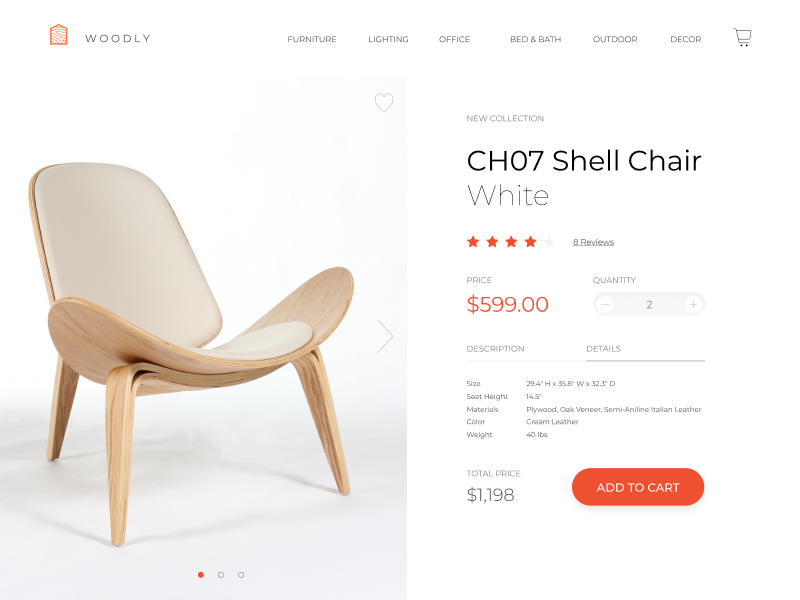 WOODLY
FURNITURE LIGHTING OFFICE BED & BATH OUTDOOR DECOR
NEW COLLECTION
CH07 Shell Chair
White
8 Reviews
PRICE QUANTITY
$599.00 2
DESCRIPTION DETAILS
Size 29.4" H x 35.8" W x 32.3" D
Seat Height 14.5"
Materials Plywood, Oak Veneer, Semi-Aniline Italian Leather
Color Cream Leather
Weight 40 lbs
TOTAL PRICE
$1,198 ADD TO CART